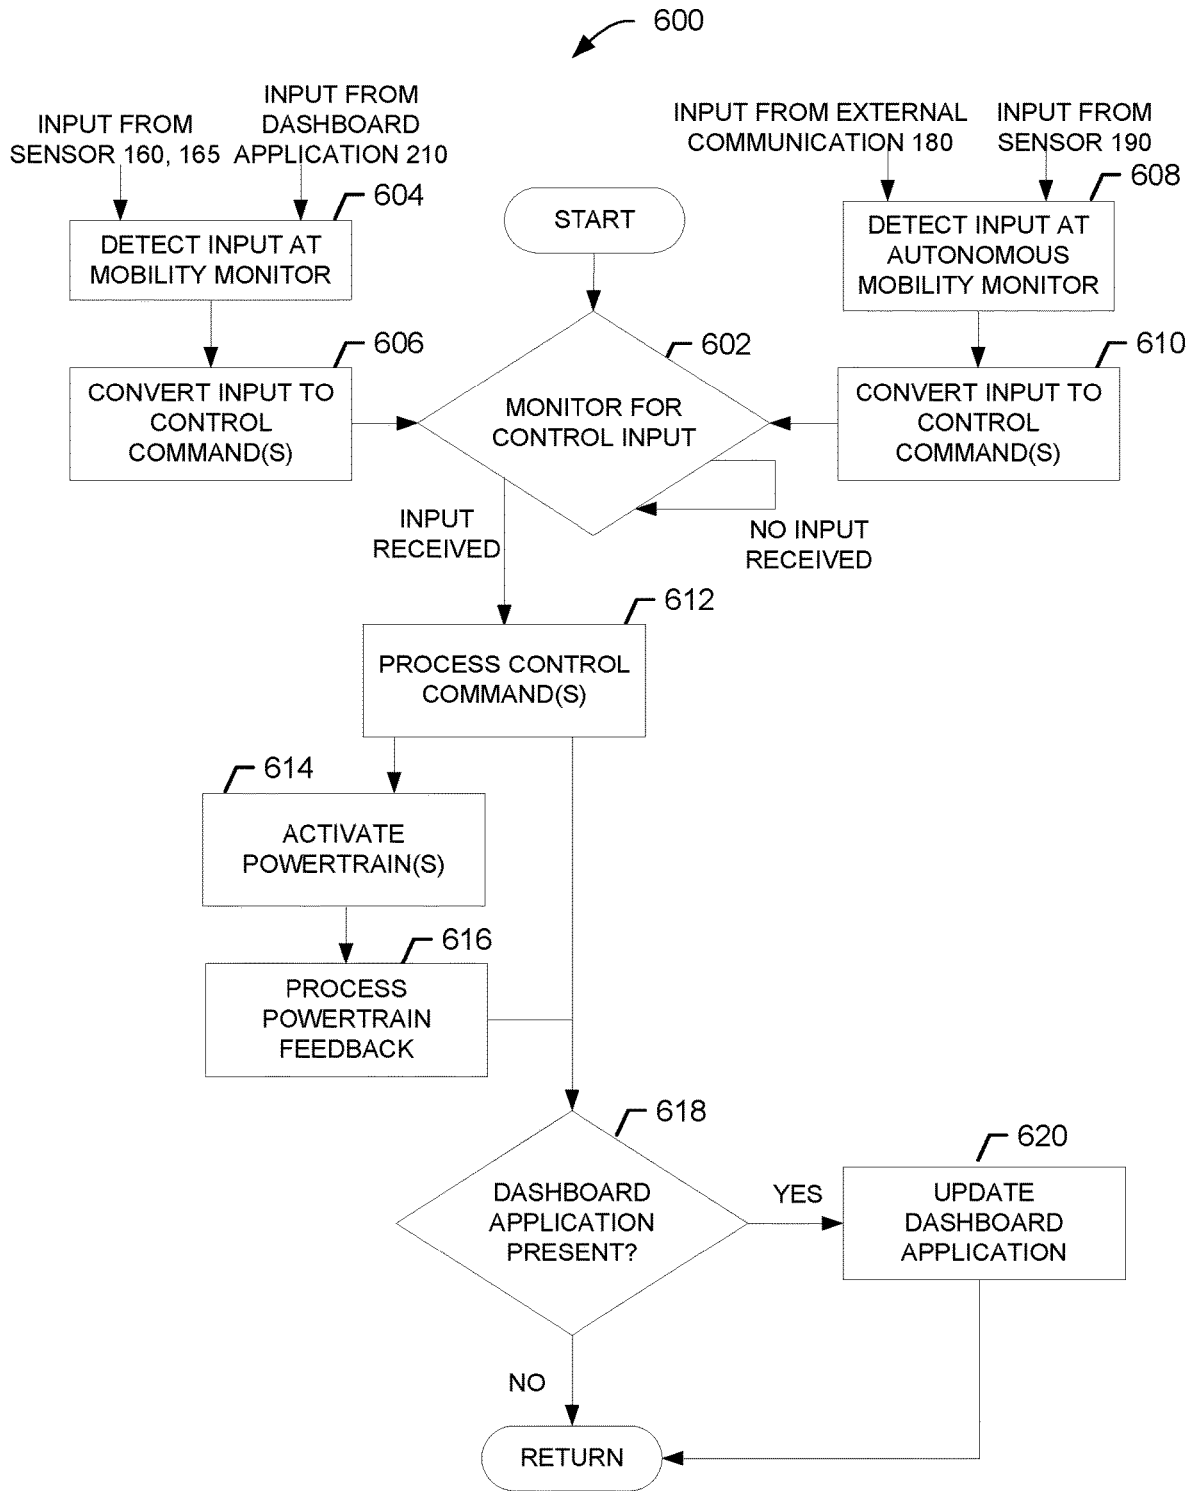 600
INPUT FROM
SENSOR 160, 165
INPUT FROM
DASHBOARD
APPLICATION 210
INPUT FROM EXTERNAL
COMMUNICATION 180
INPUT FROM
SENSOR 190
604
DETECT INPUT AT
MOBILITY MONITOR
START
608
DETECT INPUT AT
AUTONOMOUS
MOBILITY MONITOR
606
CONVERT INPUT TO
CONTROL
COMMAND(S)
602
MONITOR FOR
CONTROL INPUT
610
CONVERT INPUT TO
CONTROL
COMMAND(S)
INPUT
RECEIVED
NO INPUT
RECEIVED
612
PROCESS CONTROL
COMMAND(S)
614
ACTIVATE
POWERTRAIN(S)
616
PROCESS
POWERTRAIN
FEEDBACK
618
DASHBOARD
APPLICATION
PRESENT?
YES
620
UPDATE
DASHBOARD
APPLICATION
NO
RETURN